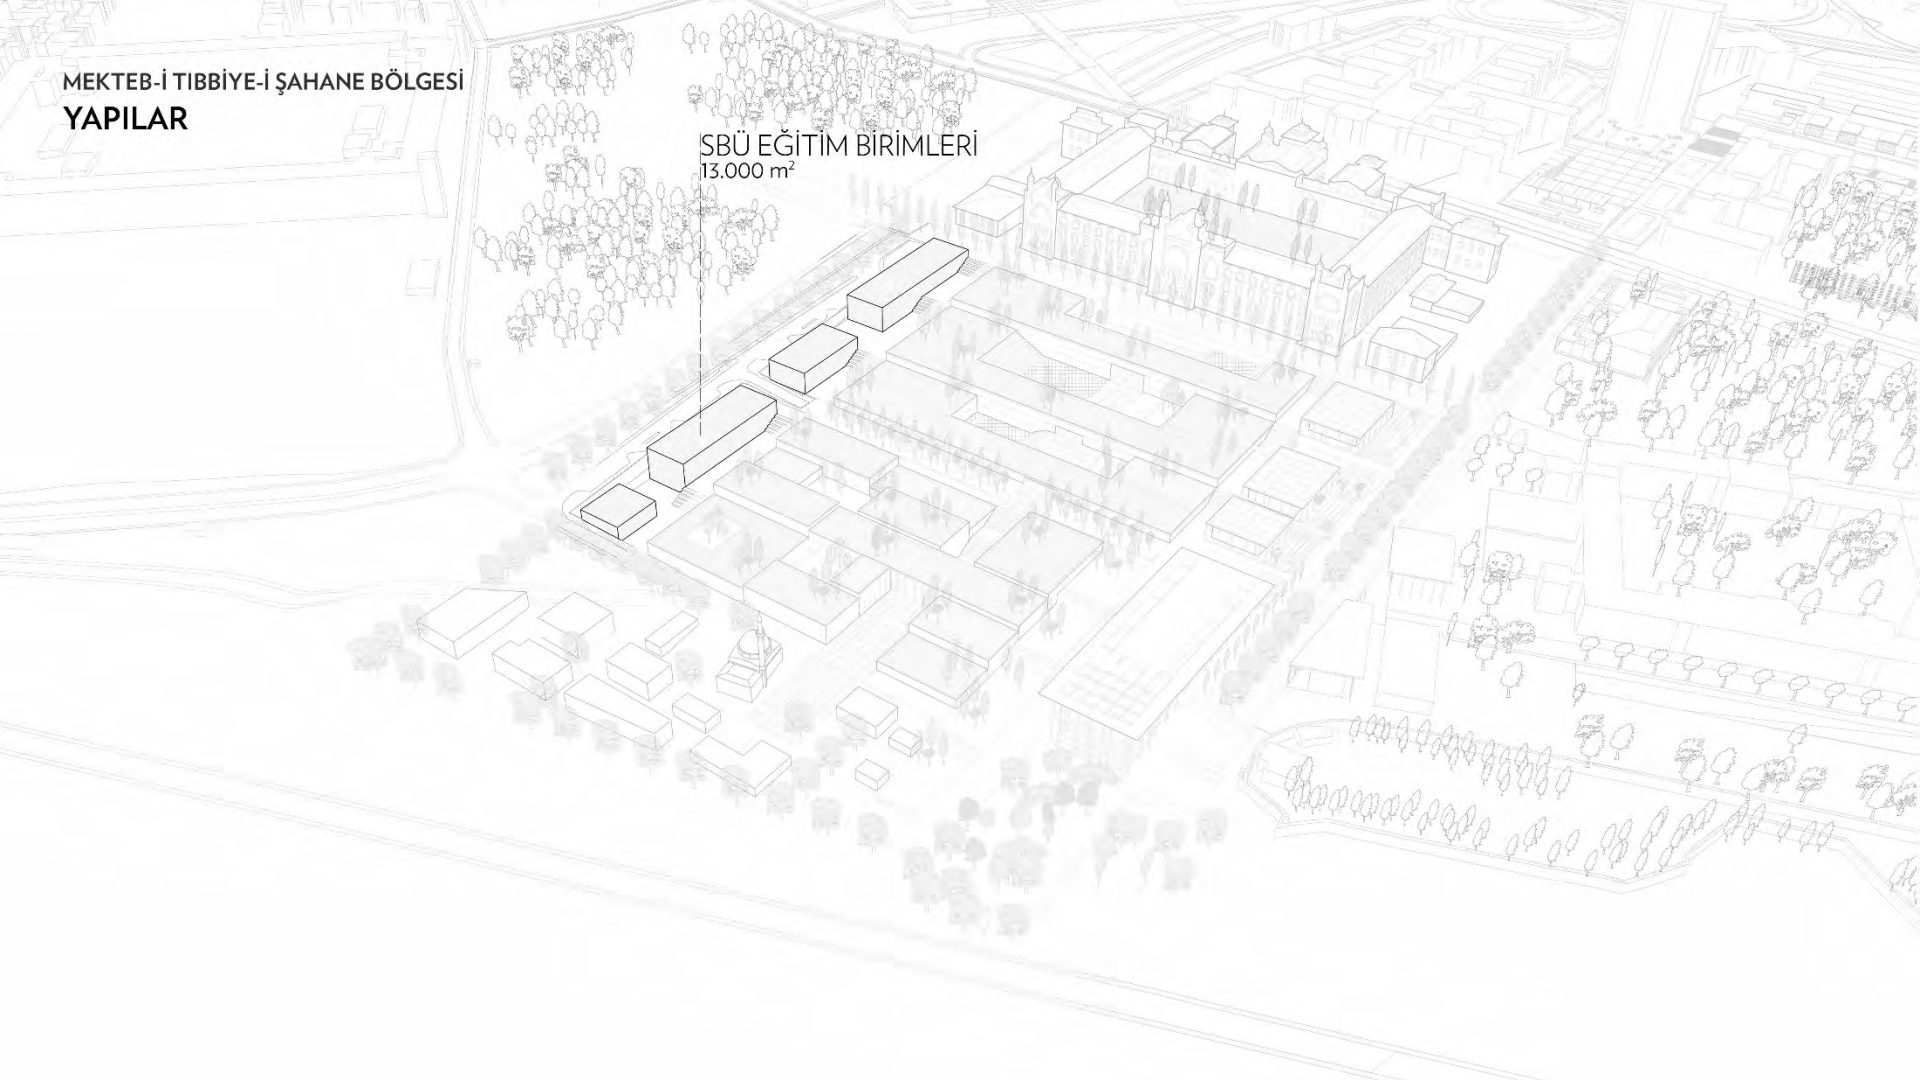 MEKTEB-İ TIBBİYE-İ ŞAHANE BÖLGESİ
YAPILAR
SBÜ EĞİTİM BİRİMLERİ
13.000 m²